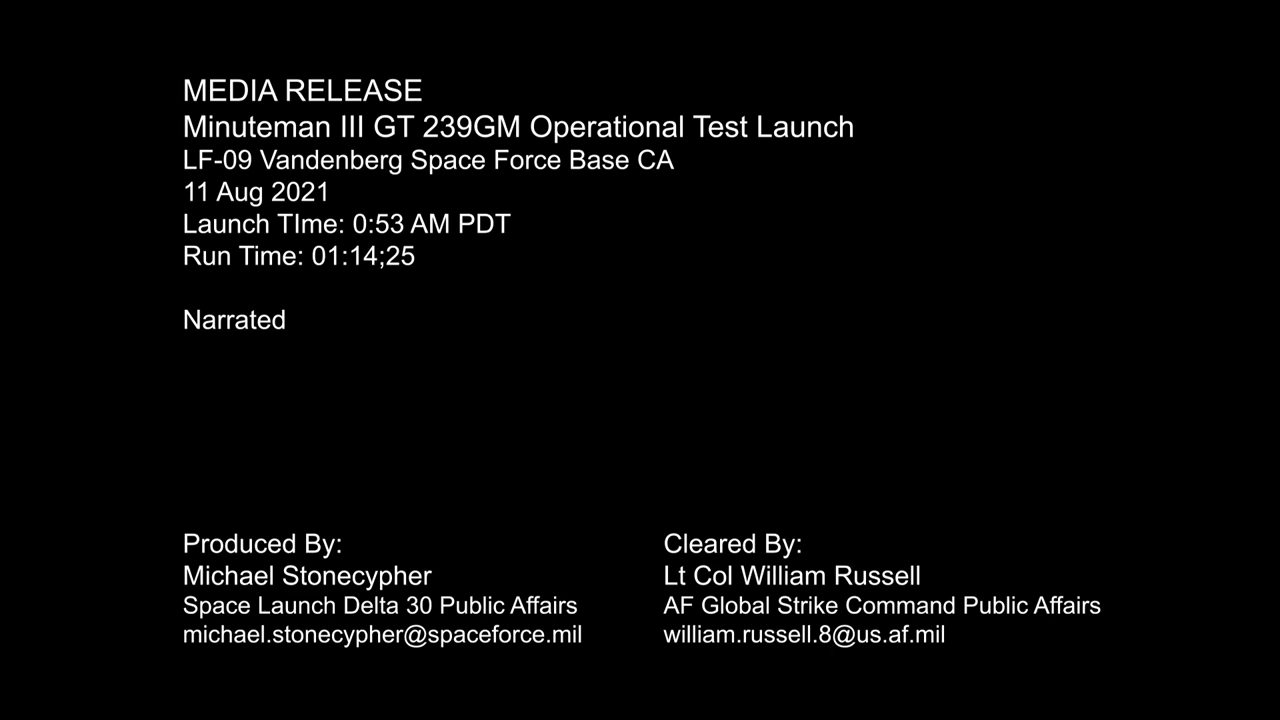 MEDIA RELEASE
Minuteman III GT 239GM Operational Test Launch
LF-09 Vandenberg Space Force Base CA
11 Aug 2021
Launch TIme: 0:53 AM PDT
Run Time: 01:14;25
Narrated
Produced By:
Michael Stonecypher
Space Launch Delta 30 Public Affairs
michael.stonecypher@spaceforce.mil
Cleared By:
Lt Col William Russell
AF Global Strike Command Public Affairs
william.russell.8@us.af.mil